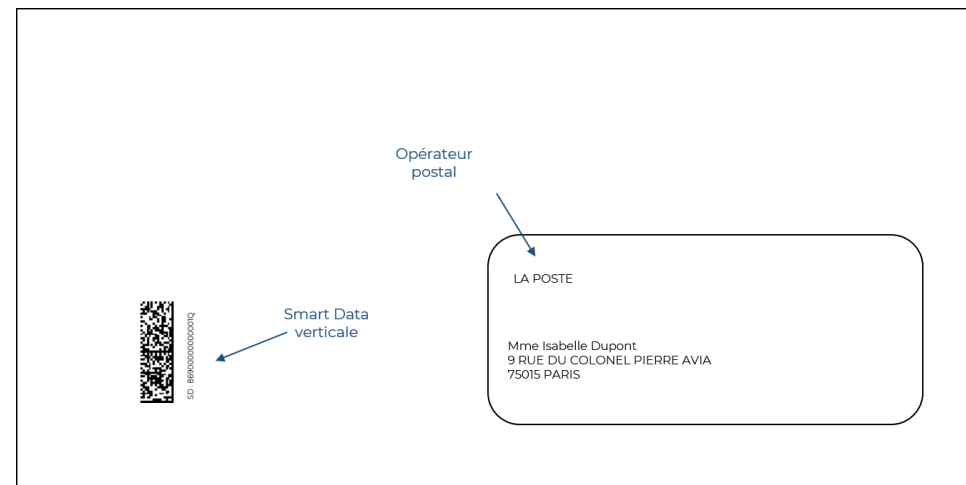 Opérateur
postal
LA POSTE
Smart Data
verticale
Mme Isabelle Dupont
9 RUE DU COLONEL PIERRE AVIA
75015 PARIS